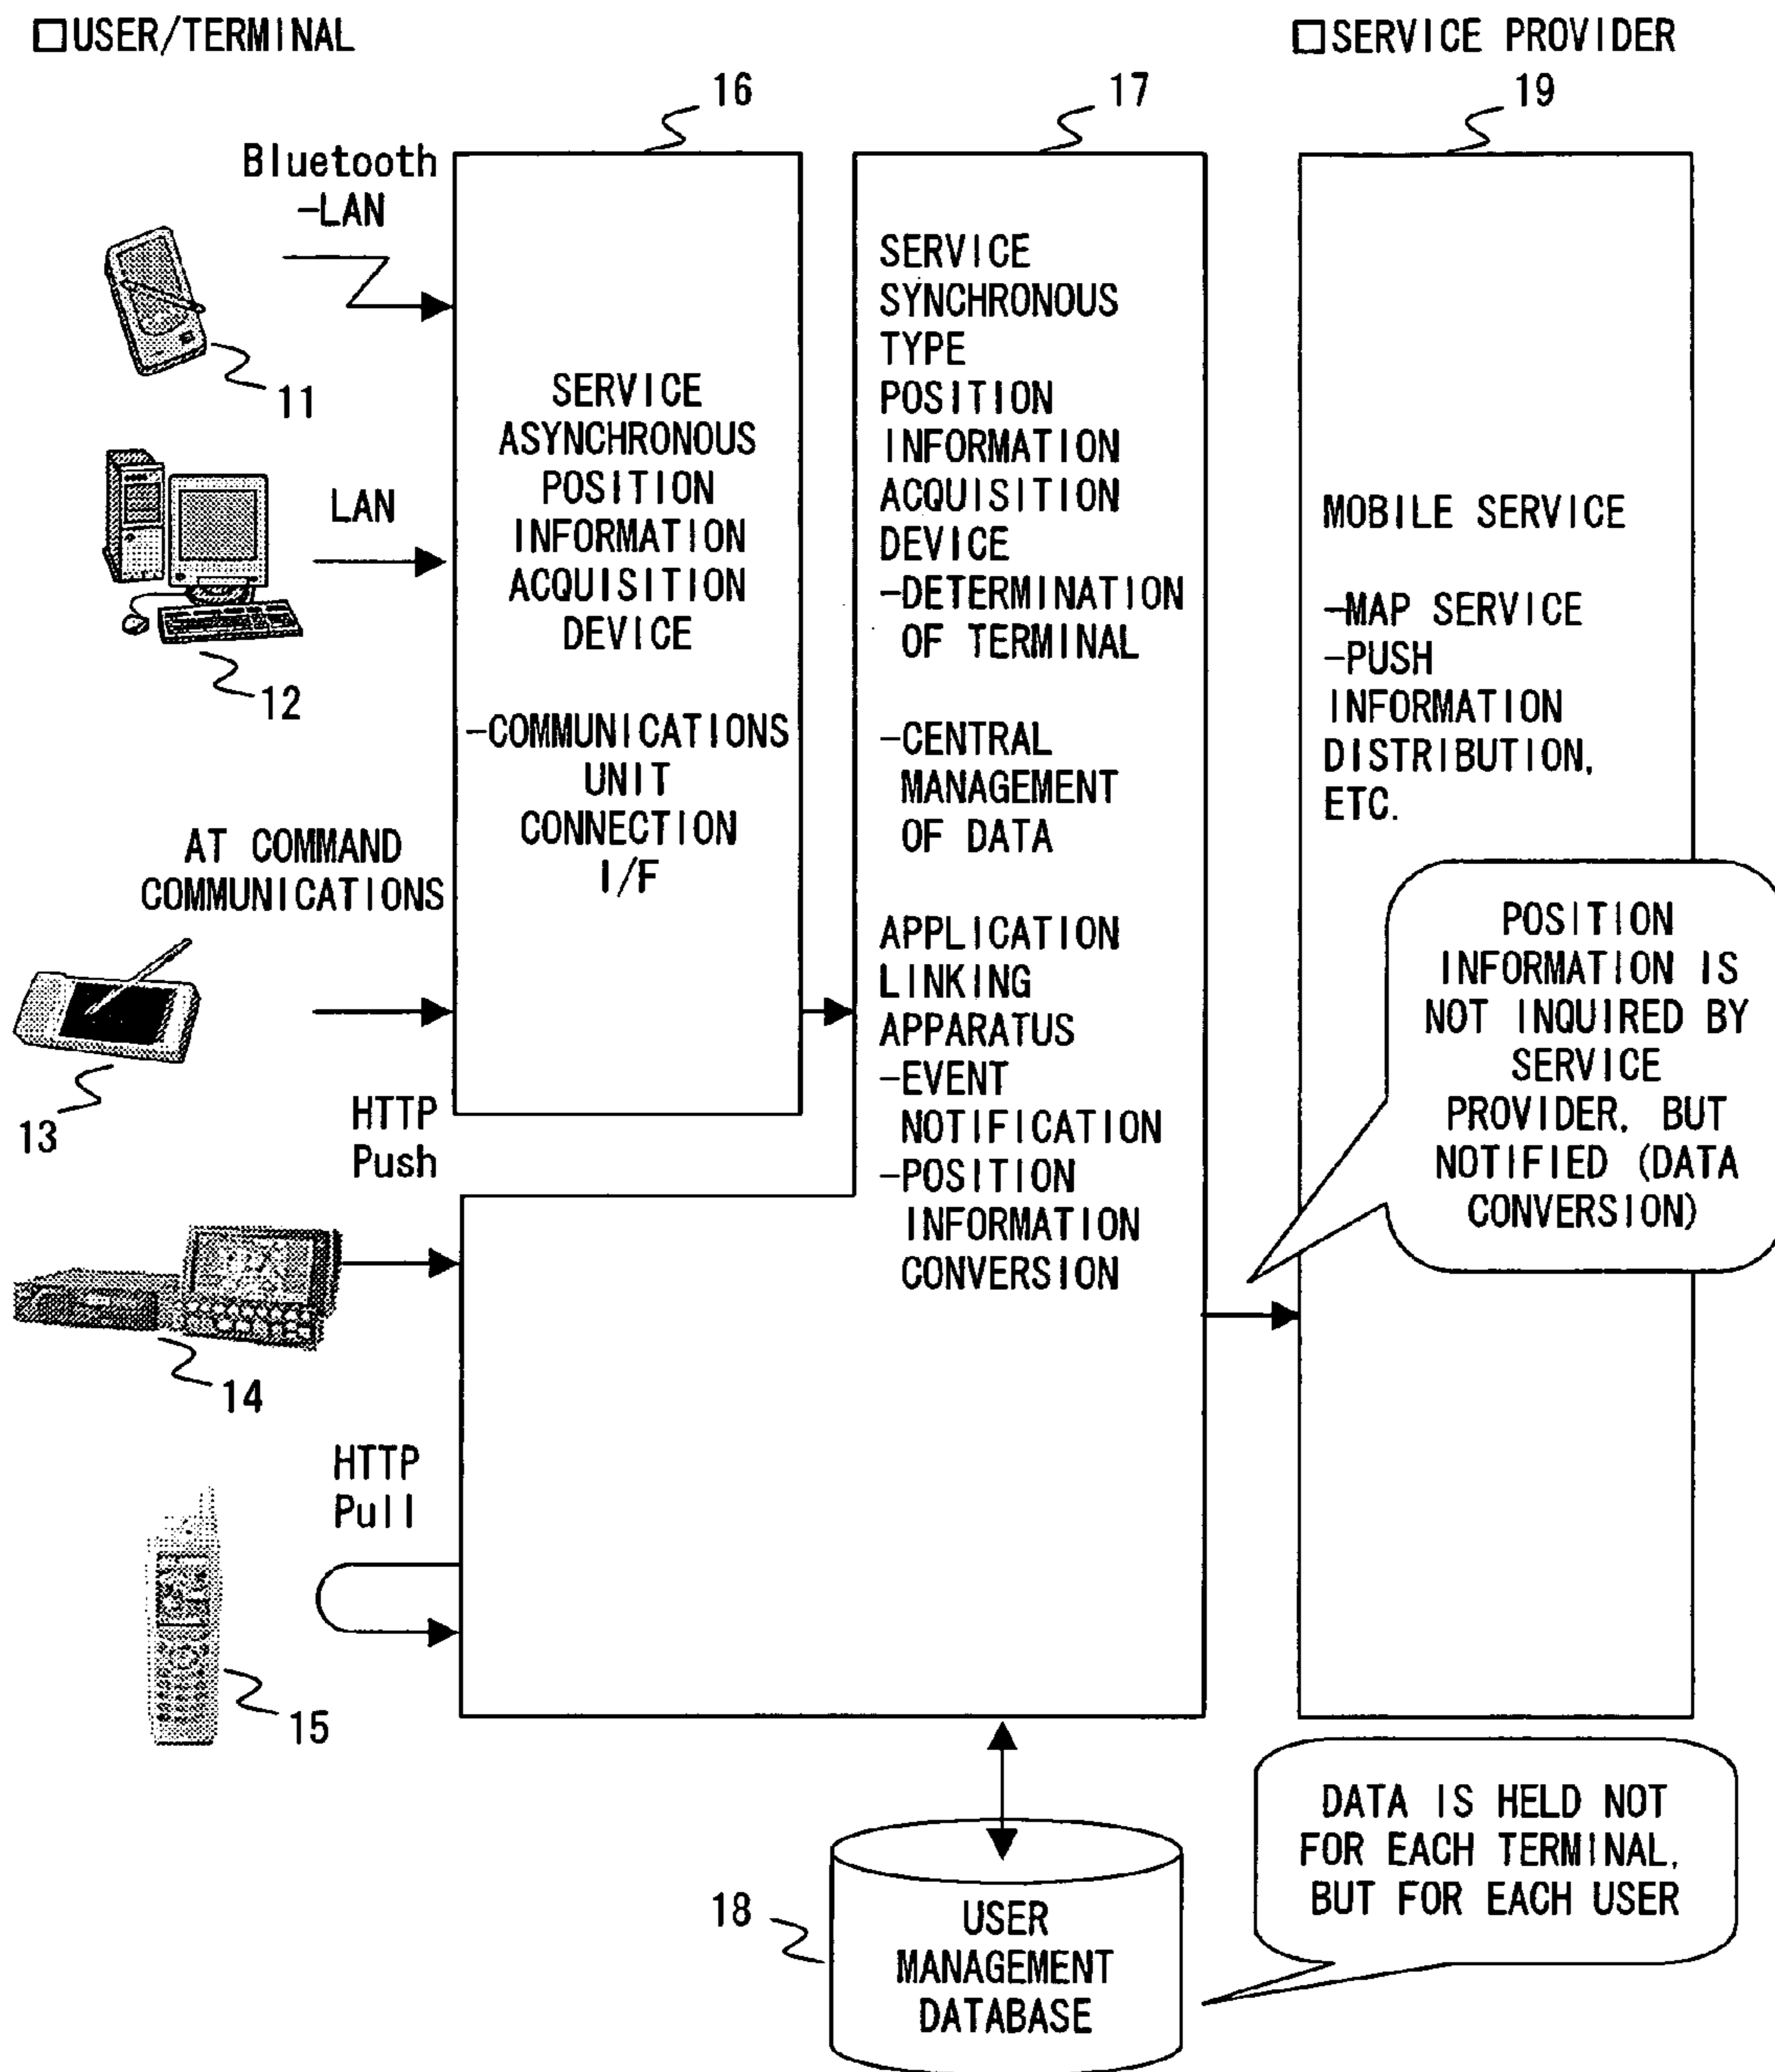 □USER/TERMINAL
□SERVICE PROVIDER
16
17
19
Bluetooth
-LAN
11
LAN
12
AT COMMAND
COMMUNICATIONS
13
HTTP
Push
14
HTTP
Pull
15
SERVICE
ASYNCHRONOUS
POSITION
INFORMATION
ACQUISITION
DEVICE
-COMMUNICATIONS
UNIT
CONNECTION
I/F
SERVICE
SYNCHRONOUS
TYPE
POSITION
INFORMATION
ACQUISITION
DEVICE
-DETERMINATION
OF TERMINAL
-CENTRAL
MANAGEMENT
OF DATA
APPLICATION
LINKING
APPARATUS
-EVENT
NOTIFICATION
-POSITION
INFORMATION
CONVERSION
MOBILE SERVICE
-MAP SERVICE
-PUSH
INFORMATION
DISTRIBUTION,
ETC.
POSITION
INFORMATION IS
NOT INQUIRED BY
SERVICE
PROVIDER, BUT
NOTIFIED (DATA
CONVERSION)
18
USER
MANAGEMENT
DATABASE
DATA IS HELD NOT
FOR EACH TERMINAL,
BUT FOR EACH USER